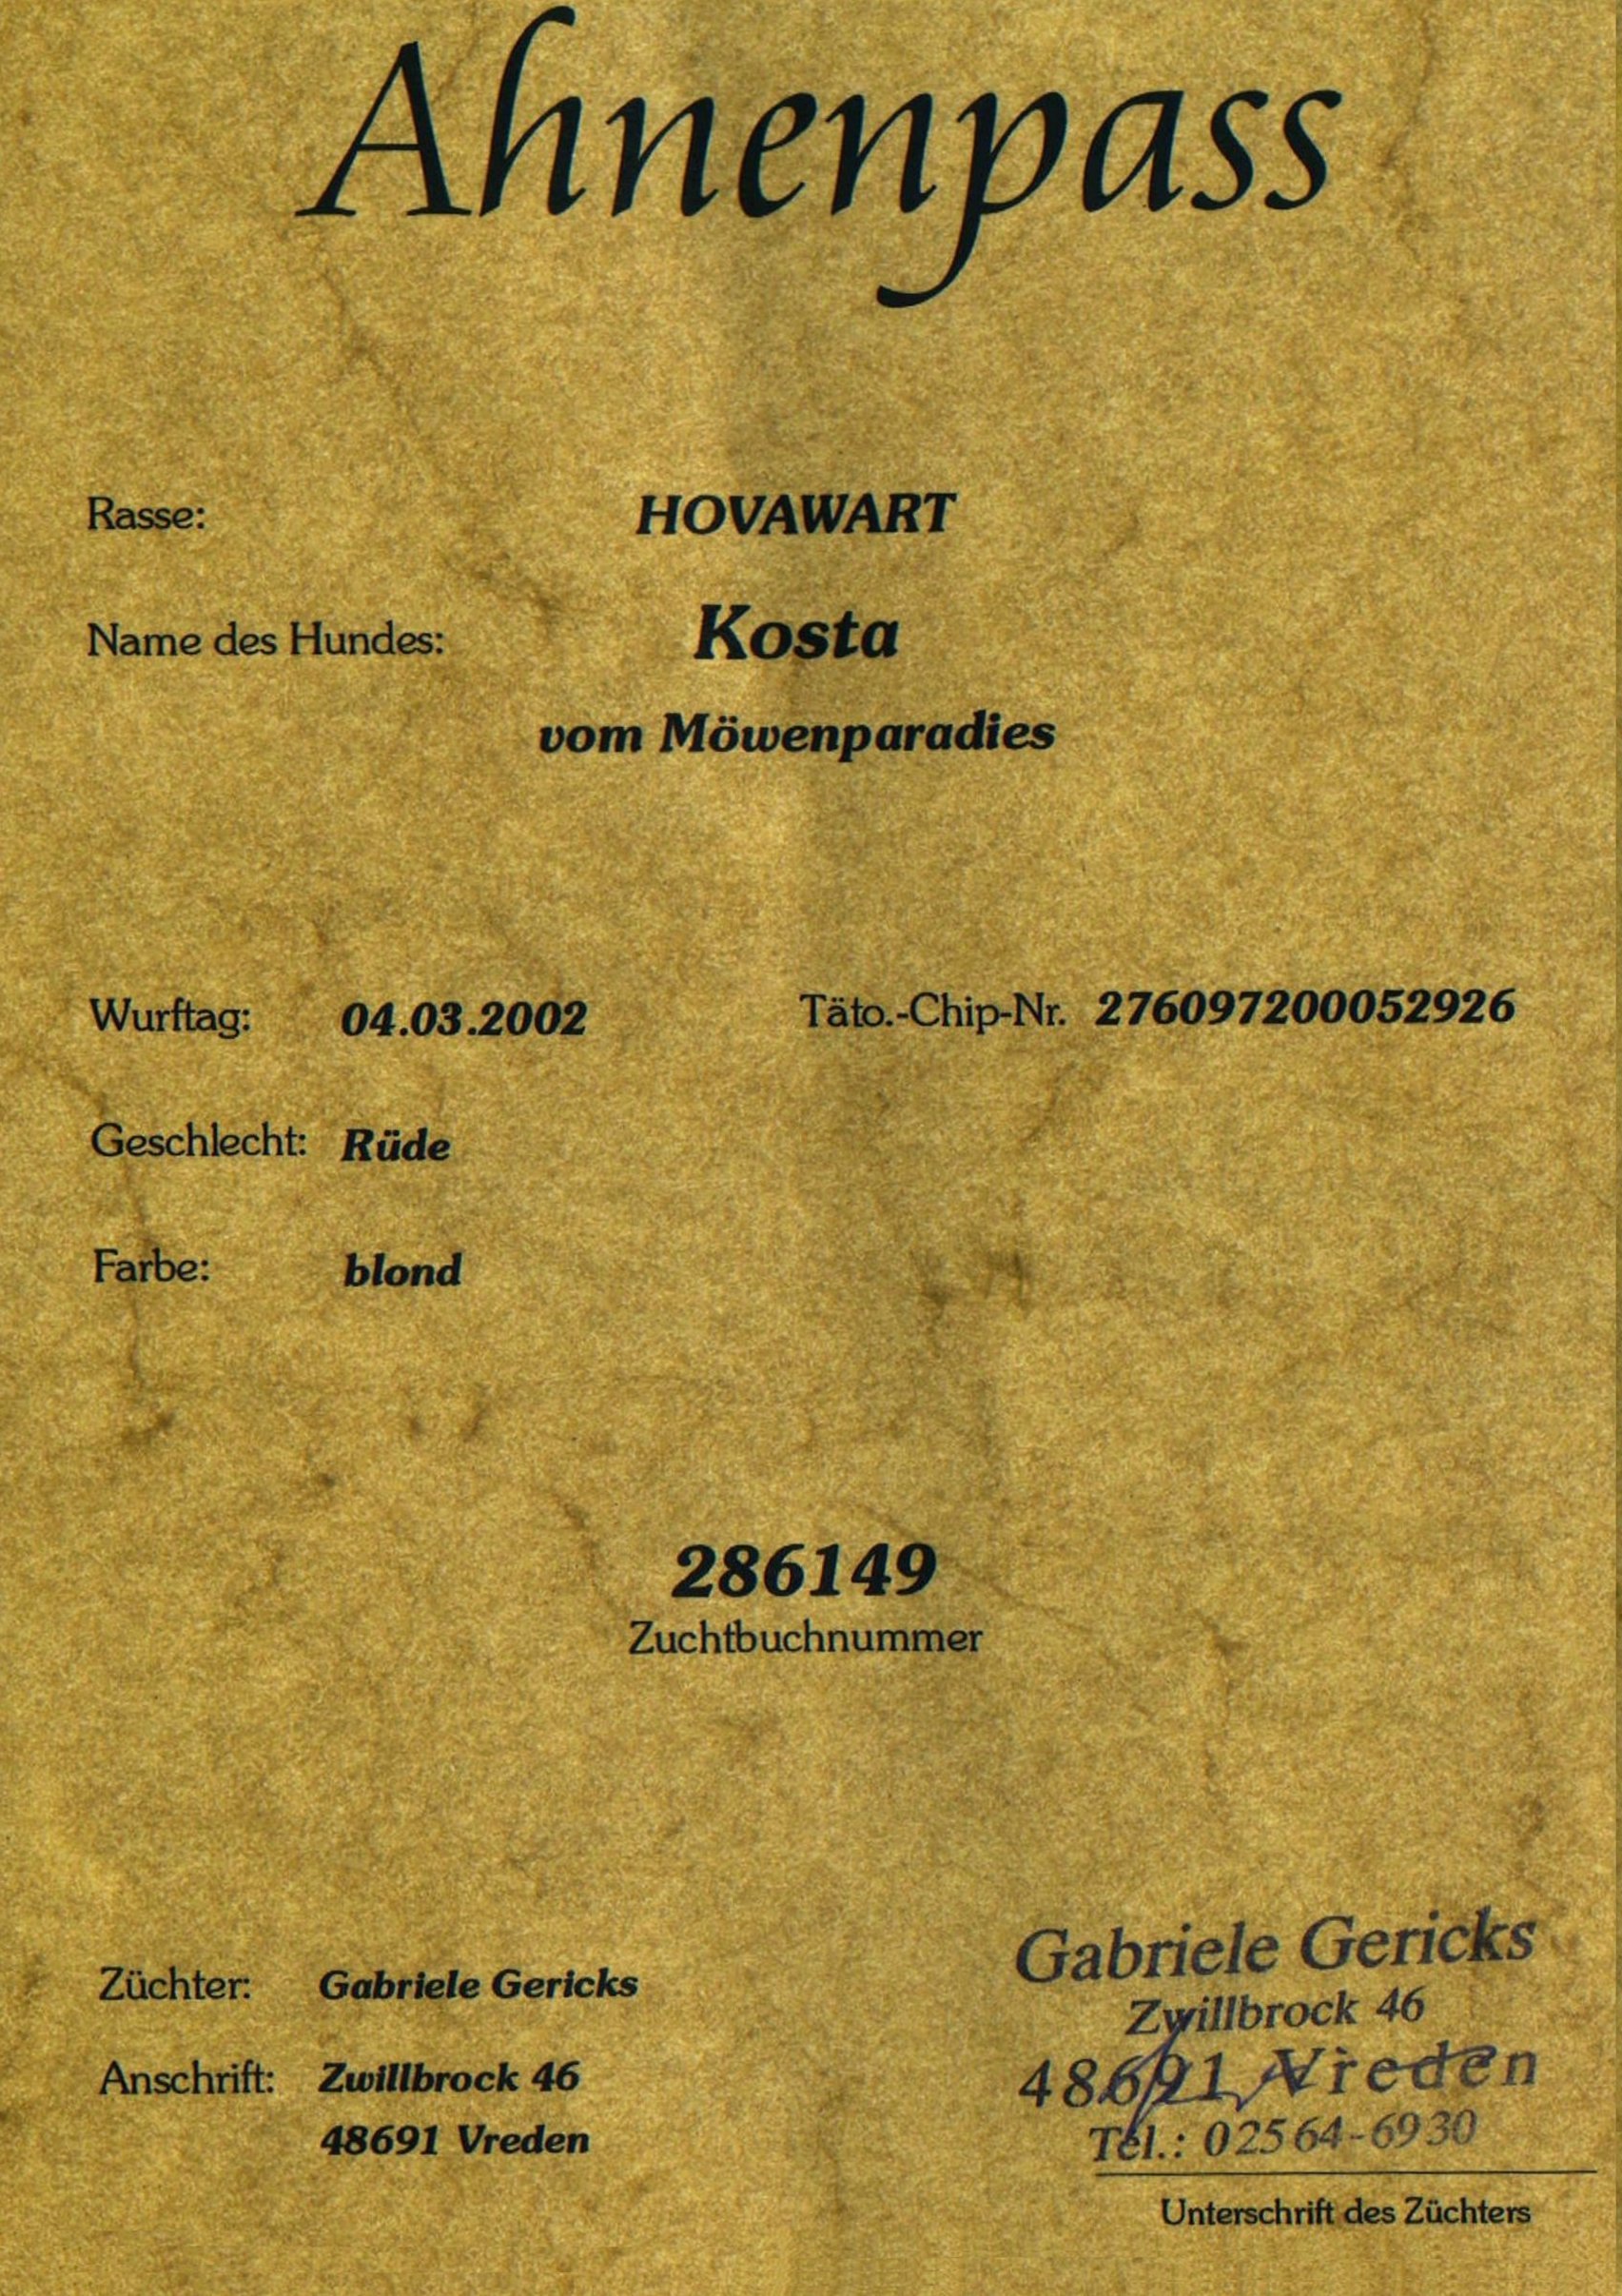 Ahnenpass
Rasse: HOVAWART
Name des Hundes: Kosta
vom Möwenparadies
Wurftag: 04.03.2002 Täto.-Chip-Nr. 276097200052926
Geschlecht: Rüde
Farbe: blond
286149
Zuchtbuchnummer
Züchter: Gabriele Gericks
Anschrift: Zwillbrock 46
48691 Vreden
Gabriele Gericks
Zwillbrock 46
48691 Vreden
Tel.: 02564-6930
Unterschrift des Züchters